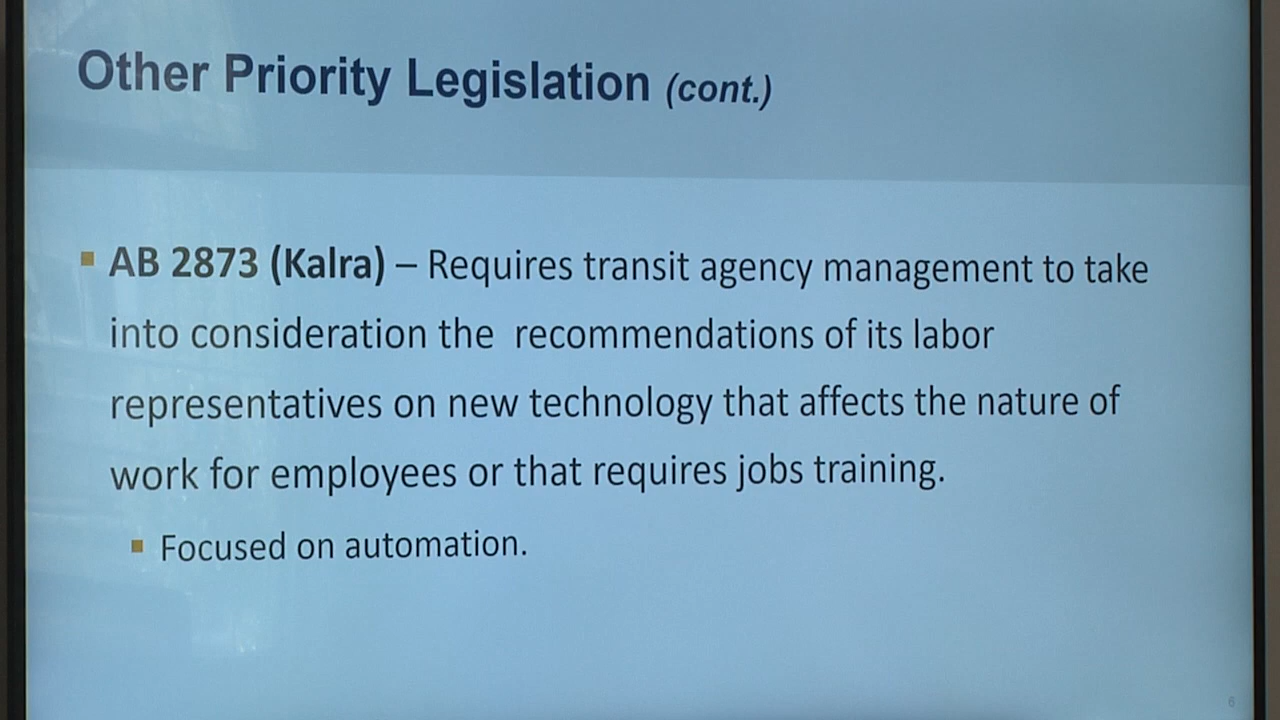 Other Priority Legislation (cont.)
▪ AB 2873 (Kalra) – Requires transit agency management to take
into consideration the recommendations of its labor
representatives on new technology that affects the nature of
work for employees or that requires jobs training.
▪ Focused on automation.
6